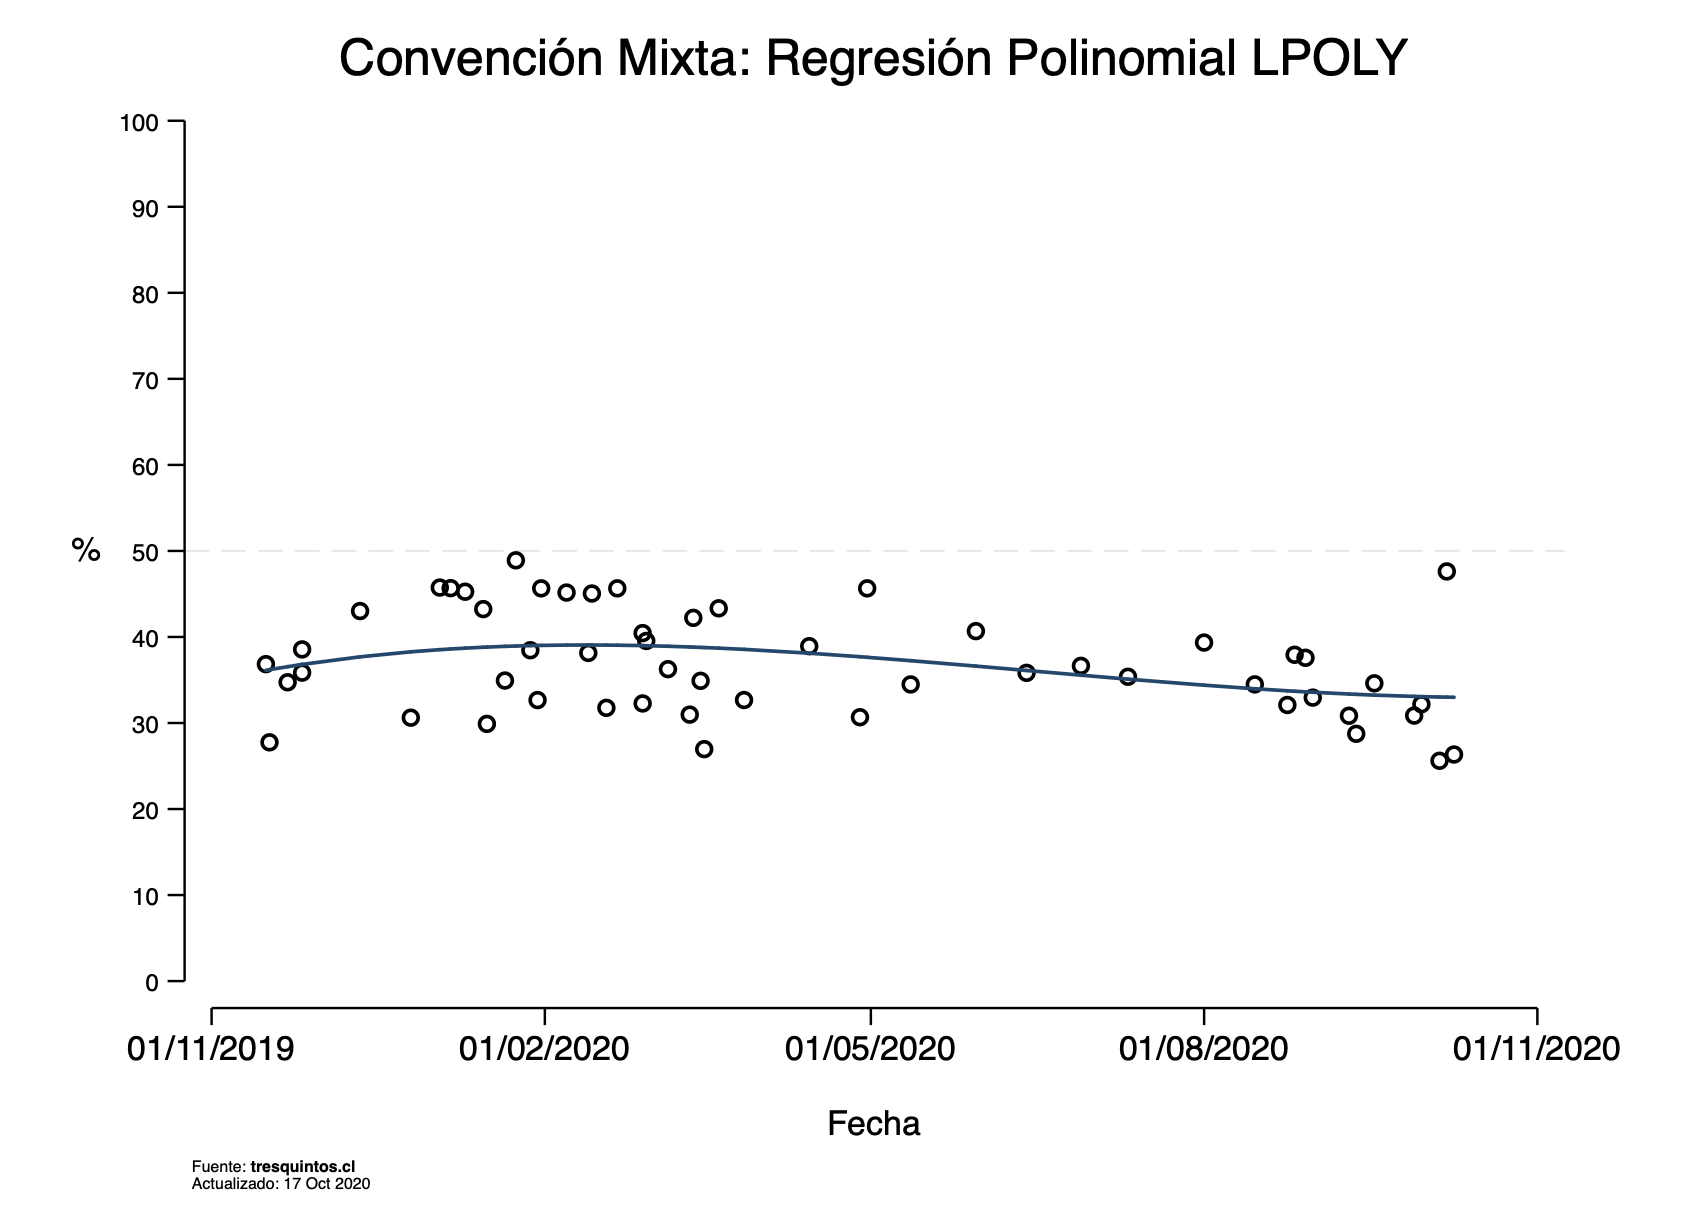 Convención Mixta: Regresión Polinomial LPOLY
100
90
80
70
60
%
50
40
30
20
10
0
01/11/2019 01/02/2020 01/05/2020 01/08/2020 01/11/2020
Fecha
Fuente: tresquintos.cl
Actualizado: 17 Oct 2020